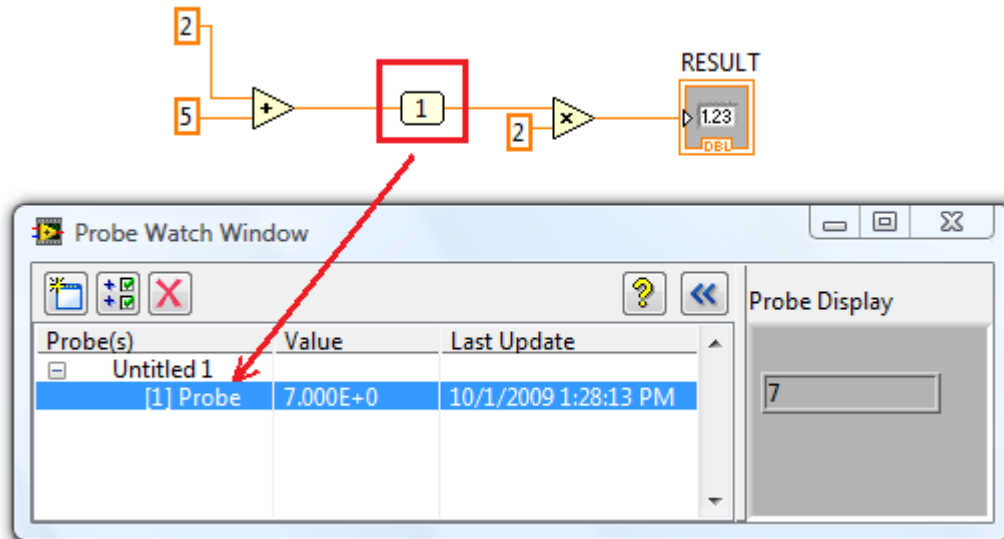 2
RESULT
5
+
1
2
×
1.23
DBL
Probe Watch Window
?
Probe Display
Probe(s) Value Last Update
Untitled 1
[1] Probe 7.000E+0 10/1/2009 1:28:13 PM
7